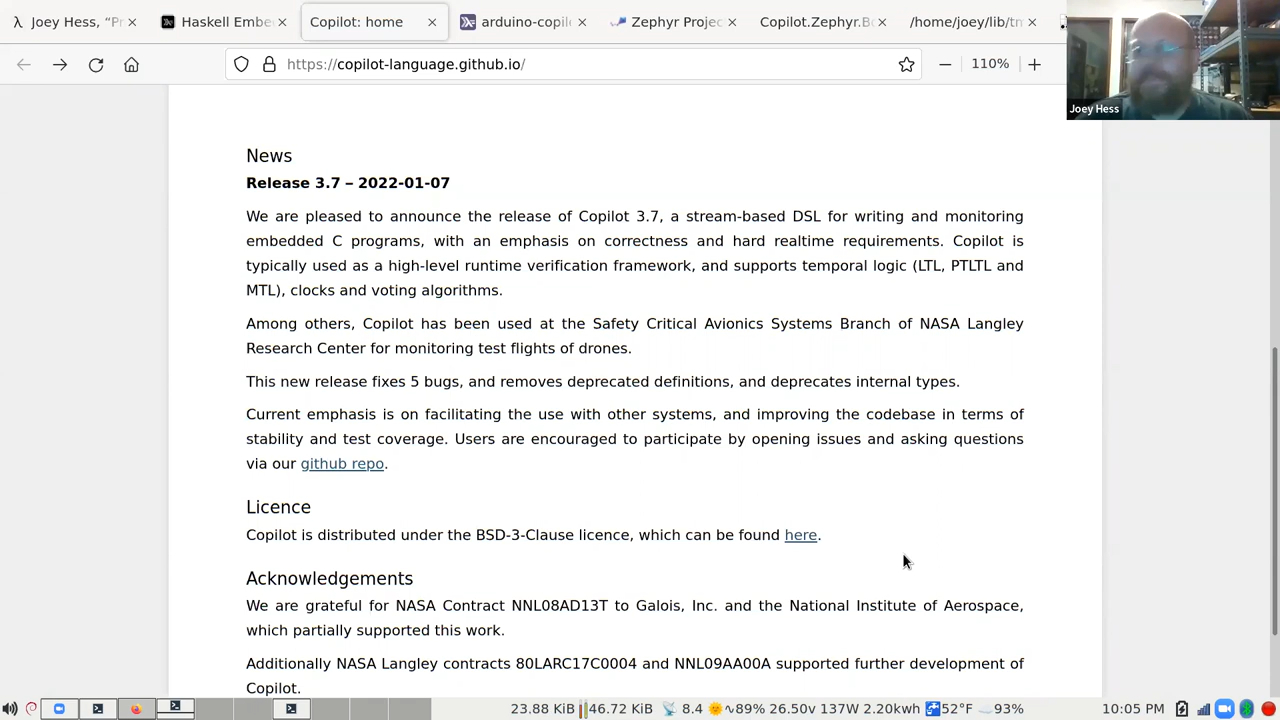 Joey Hess, “Pr
Haskell Embe
Copilot: home
arduino-copile
Zephyr Projec
Copilot.Zephyr.Bo
/home/joey/lib/tm
https://copilot-language.github.io/
110%
Joey Hess
News
Release 3.7 – 2022-01-07
We are pleased to announce the release of Copilot 3.7, a stream-based DSL for writing and monitoring
embedded C programs, with an emphasis on correctness and hard realtime requirements. Copilot is
typically used as a high-level runtime verification framework, and supports temporal logic (LTL, PTLTL and
MTL), clocks and voting algorithms.
Among others, Copilot has been used at the Safety Critical Avionics Systems Branch of NASA Langley
Research Center for monitoring test flights of drones.
This new release fixes 5 bugs, and removes deprecated definitions, and deprecates internal types.
Current emphasis is on facilitating the use with other systems, and improving the codebase in terms of
stability and test coverage. Users are encouraged to participate by opening issues and asking questions
via our github repo.
Licence
Copilot is distributed under the BSD-3-Clause licence, which can be found here.
Acknowledgements
We are grateful for NASA Contract NNL08AD13T to Galois, Inc. and the National Institute of Aerospace,
which partially supported this work.
Additionally NASA Langley contracts 80LARC17C0004 and NNL09AA00A supported further development of
Copilot.
23.88 KiB 46.72 KiB 8.4 89% 26.50v 137W 2.20kwh 52°F 93% 10:05 PM